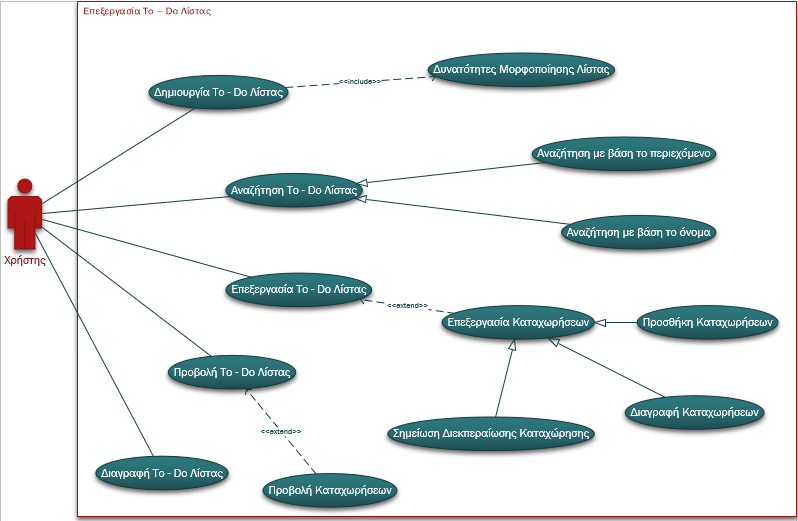 Επεξεργασία To - Do Λίστας
Δυνατότητες Μορφοποίησης Λίστας
<<include>>
Δημιουργία To - Do Λίστας
Αναζήτηση με βάση το περιεχόμενο
Αναζήτηση To - Do Λίστας
Αναζήτηση με βάση το όνομα
Χρήστης
Επεξεργασία To - Do Λίστας
<<extend>>
Επεξεργασία Καταχωρήσεων
Προσθήκη Καταχωρήσεων
Προβολή To - Do Λίστας
Διαγραφή Καταχωρήσεων
<<extend>>
Σημείωση Διεκπεραίωσης Καταχώρησης
Διαγραφή To - Do Λίστας
Προβολή Καταχωρήσεων